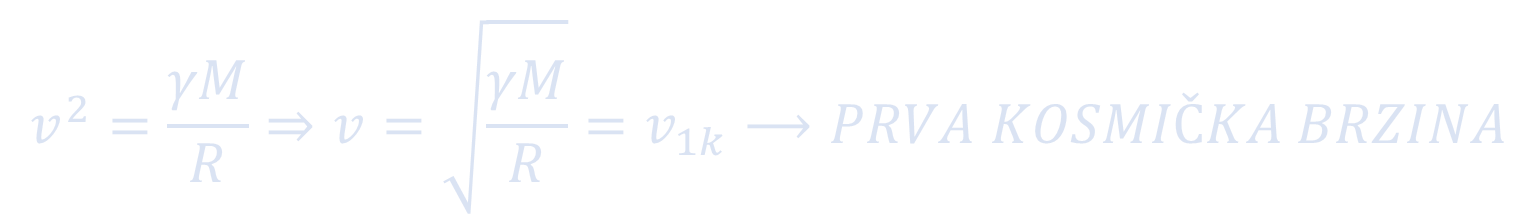 v² = γM/R ⇒ v = √(γM/R) = v₁ₖ → PRVA KOSMIČKA BRZINA